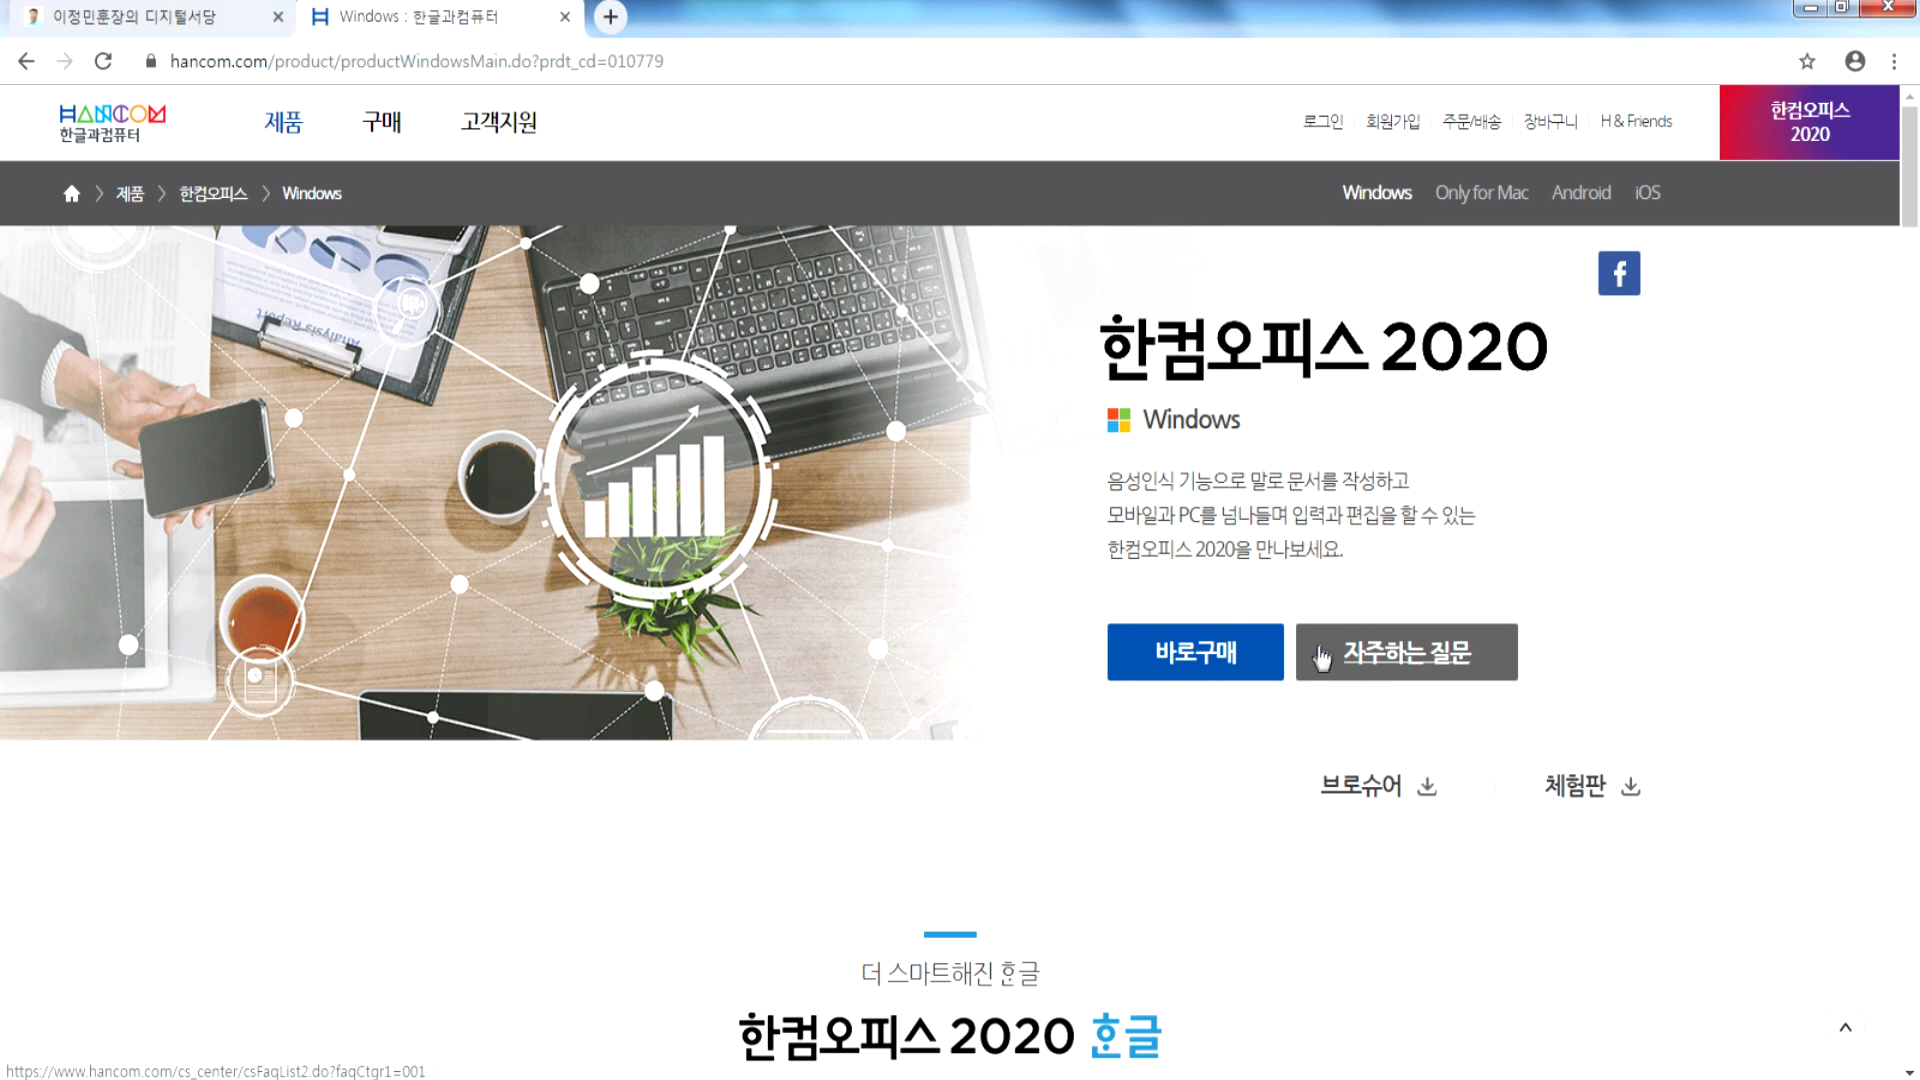 이정민훈장의 디지털서당
Windows : 한글과컴퓨터
hancom.com/product/productWindowsMain.do?prdt_cd=010779
HANCOM
한글과컴퓨터
제품
구매
고객지원
로그인
회원가입
주문/배송
장바구니
H & Friends
한컴오피스
2020
제품
한컴오피스
Windows
Windows
Only for Mac
Android
iOS
Analysis Report
한컴오피스 2020
Windows
음성인식 기능으로 말로 문서를 작성하고
모바일과 PC를 넘나들며 입력과 편집을 할 수 있는
한컴오피스 2020을 만나보세요.
바로구매
자주하는 질문
브로슈어
체험판
더 스마트해진 ᄒᆞᆫ글
한컴오피스 2020 ᄒᆞᆫ글
https://www.hancom.com/cs_center/csFaqList2.do?faqCtgr1=001